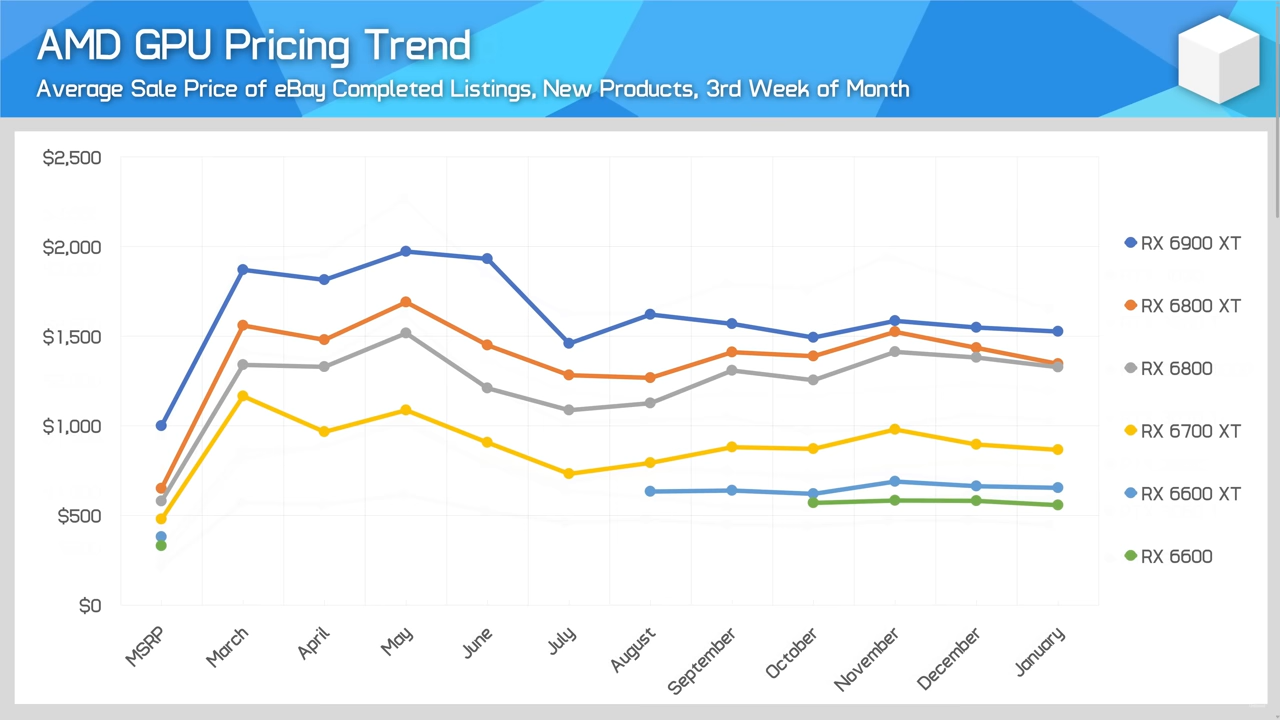 AMD GPU Pricing Trend
Average Sale Price of eBay Completed Listings, New Products, 3rd Week of Month
$2,500
$2,000
$1,500
$1,000
$500
$0
MSRP
March
April
May
June
July
August
September
October
November
December
January
RX 6900 XT
RX 6800 XT
RX 6800
RX 6700 XT
RX 6600 XT
RX 6600